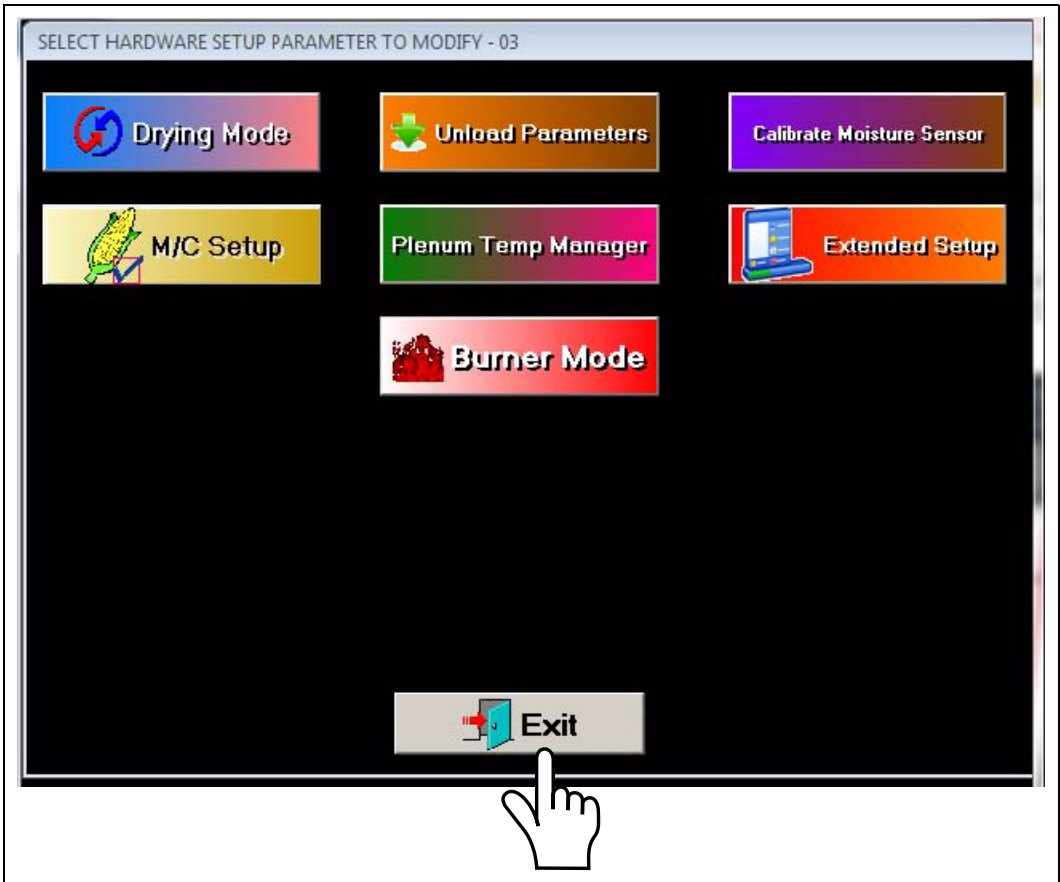 SELECT HARDWARE SETUP PARAMETER TO MODIFY - 03
Drying Mode
Unload Parameters
Calibrate Moisture Sensor
M/C Setup
Plenum Temp Manager
Extended Setup
Burner Mode
Exit